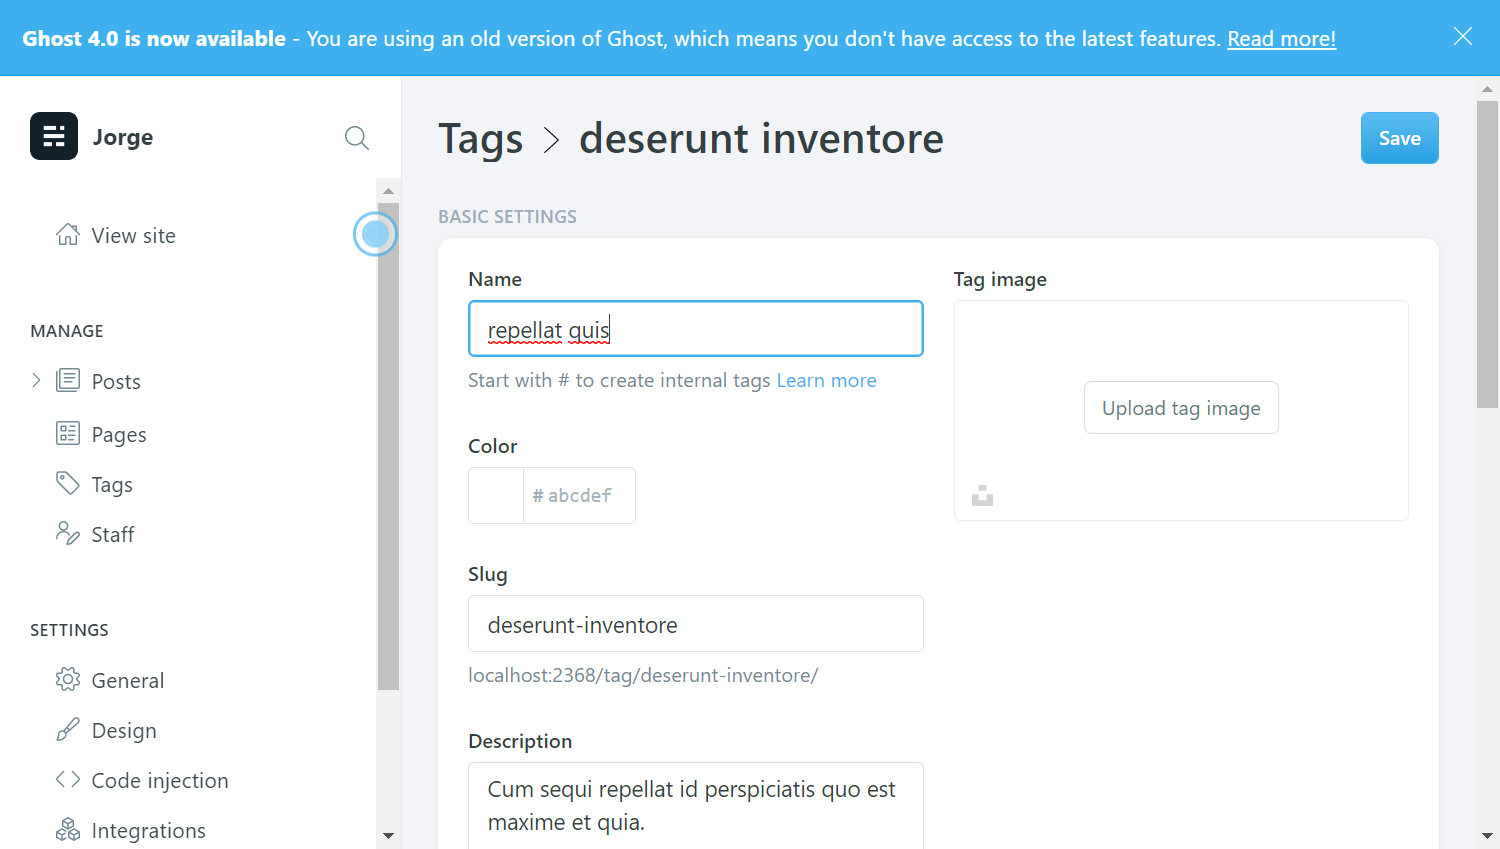 Ghost 4.0 is now available - You are using an old version of Ghost, which means you don't have access to the latest features. Read more!
Jorge
View site
MANAGE
Posts
Pages
Tags
Staff
SETTINGS
General
Design
Code injection
Integrations
Tags > deserunt inventore
Save
BASIC SETTINGS
Name
repellat quis
Start with # to create internal tags Learn more
Color
# abcdef
Slug
deserunt-inventore
localhost:2368/tag/deserunt-inventore/
Description
Cum sequi repellat id perspiciatis quo est
maxime et quia.
Tag image
Upload tag image